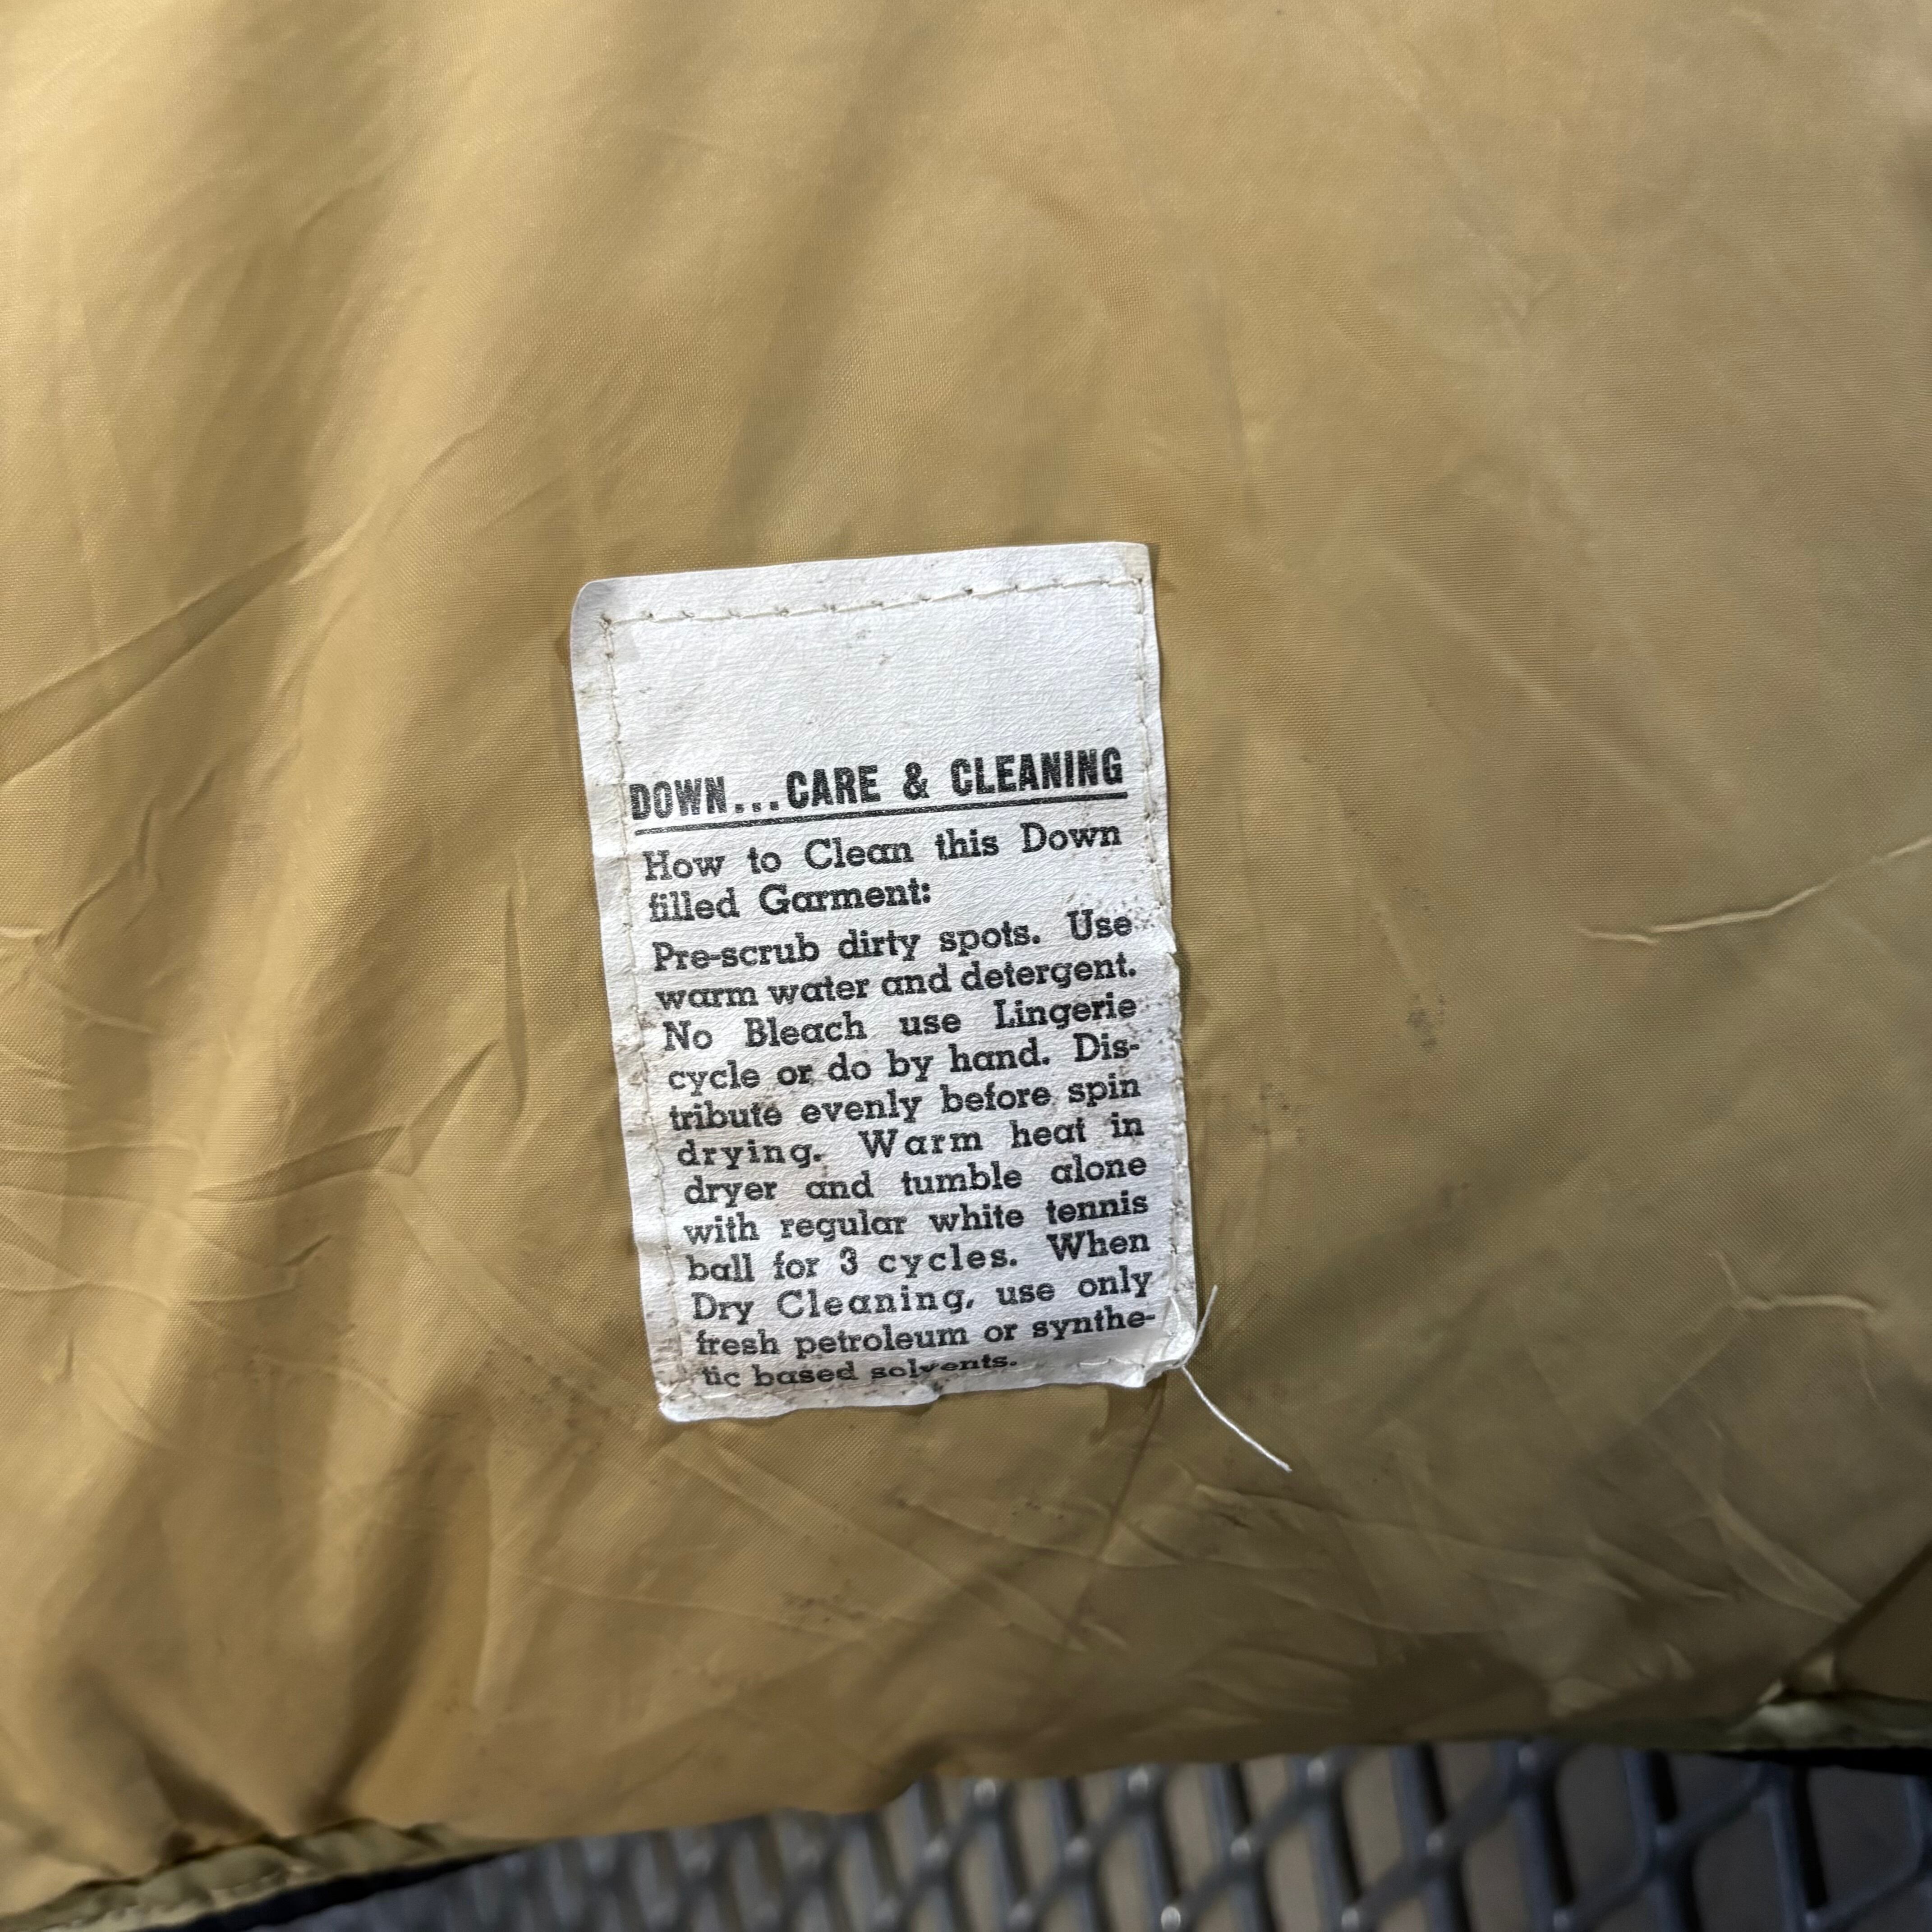 DOWN...CARE & CLEANING
How to Clean this Down
filled Garment:
Pre-scrub dirty spots. Use
warm water and detergent.
No Bleach use Lingerie
cycle or do by hand. Dis-
tribute evenly before spin
drying. Warm heat in
dryer and tumble alone
with regular white tennis
ball for 3 cycles. When
Dry Cleaning, use only
fresh petroleum or synthe-
tic based solvents.